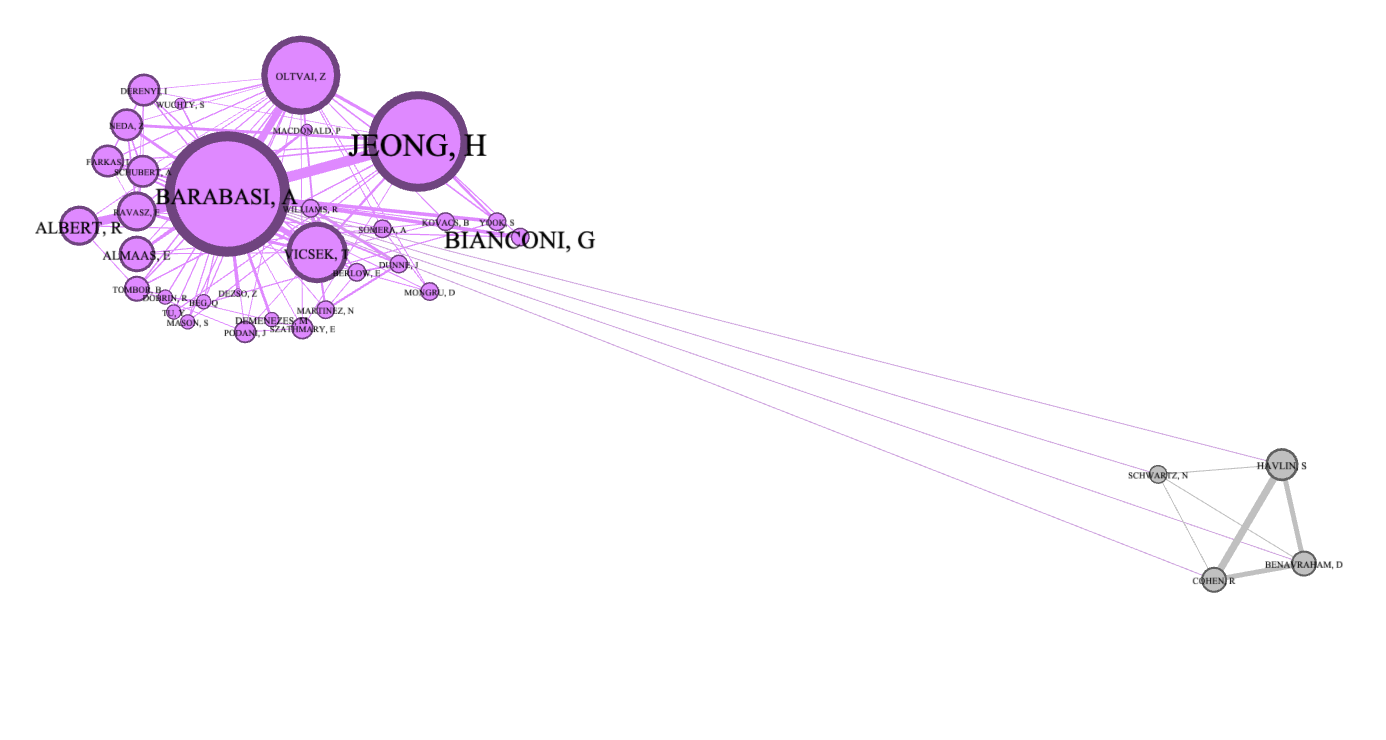 OLTVAI, Z
DERENYI, I
WUCHTY, S
NEDA, Z
MACDONALD, P
JEONG, H
FARKAS, I
SCHUBERT, A
BARABASI, A
RAVASZ, E
WILLIAMS, R
ALBERT, R
SOMERA, A
KOVACS, B
YOOK, S
BIANCONI, G
ALMAAS, E
VICSEK, T
BERLOW, E
DUNNE, J
TOMBOR, B
DOBRIN, R
DEZSO, Z
MONGRU, D
BEG, Q
TU, Y
MASON, S
MARTINEZ, N
DEMENEZES, M
PODANI, J
SZATHMARY, E
HAVLIN, S
SCHWARTZ, N
BENAVRAHAM, D
COHEN, R